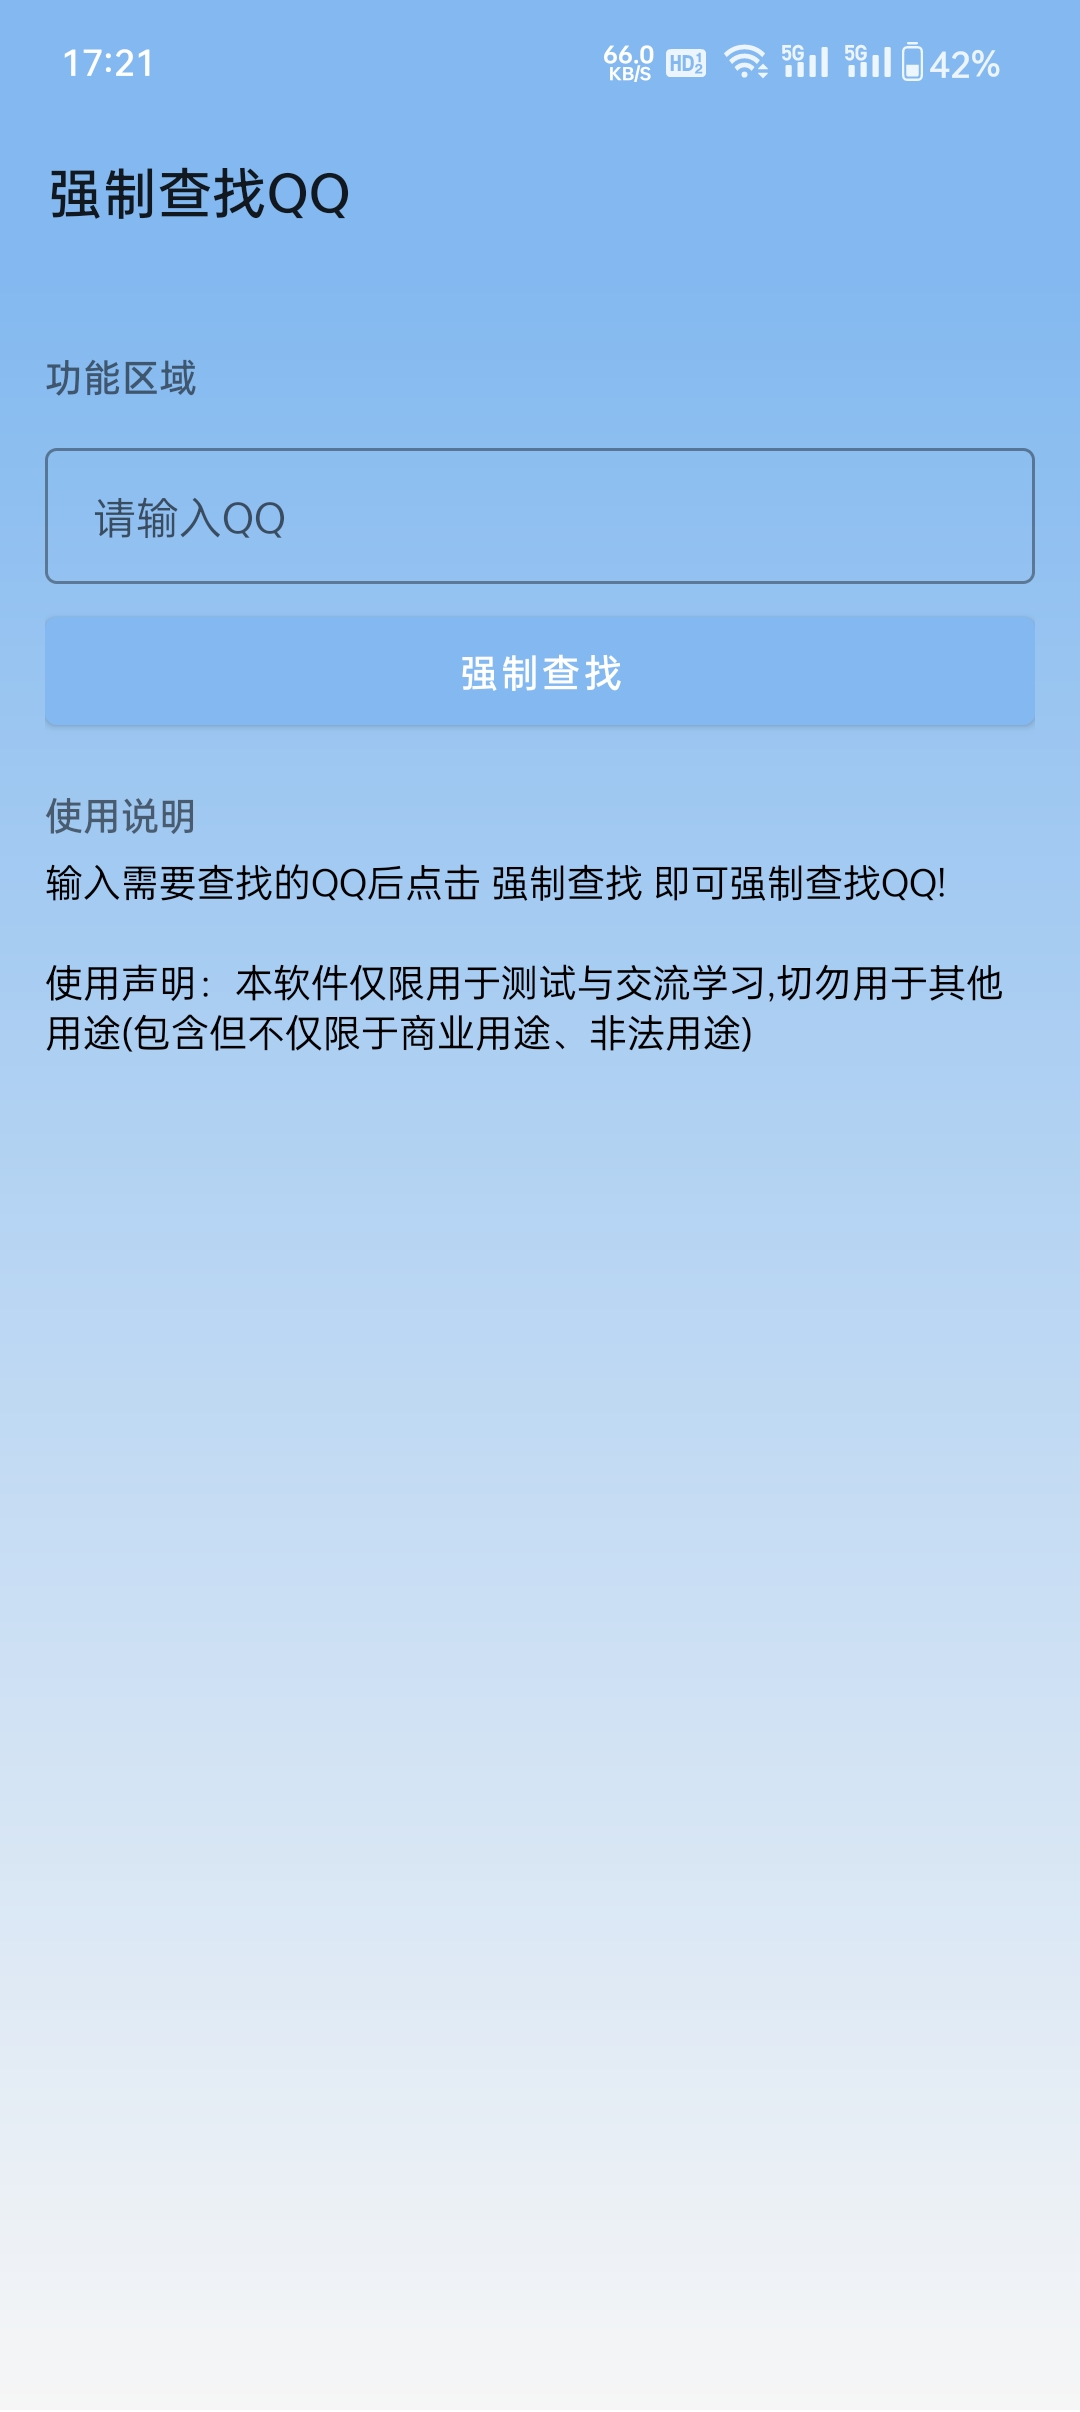 17:21
66.0 KB/S HD 1 2 5G 5G 42%
强制查找QQ
功能区域
请输入QQ
强制查找
使用说明
输入需要查找的QQ后点击 强制查找 即可强制查找QQ!
使用声明：本软件仅限用于测试与交流学习,切勿用于其他
用途(包含但不仅限于商业用途、非法用途)